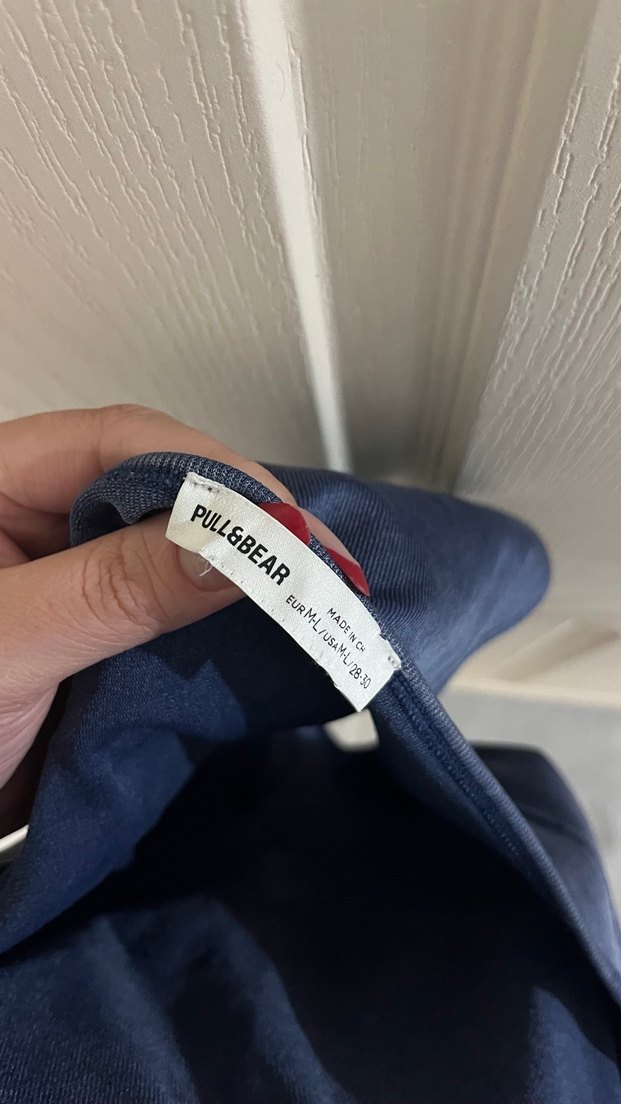 PULL&BEAR
MADE IN CH
EUR M-L/USA M-L/28-30